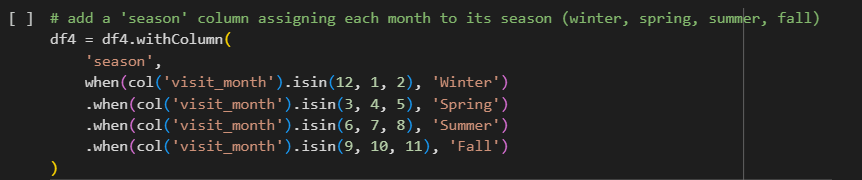 [ ] # add a 'season' column assigning each month to its season (winter, spring, summer, fall)
df4 = df4.withColumn(
    'season',
    when(col('visit_month').isin(12, 1, 2), 'Winter')
    .when(col('visit_month').isin(3, 4, 5), 'Spring')
    .when(col('visit_month').isin(6, 7, 8), 'Summer')
    .when(col('visit_month').isin(9, 10, 11), 'Fall')
)